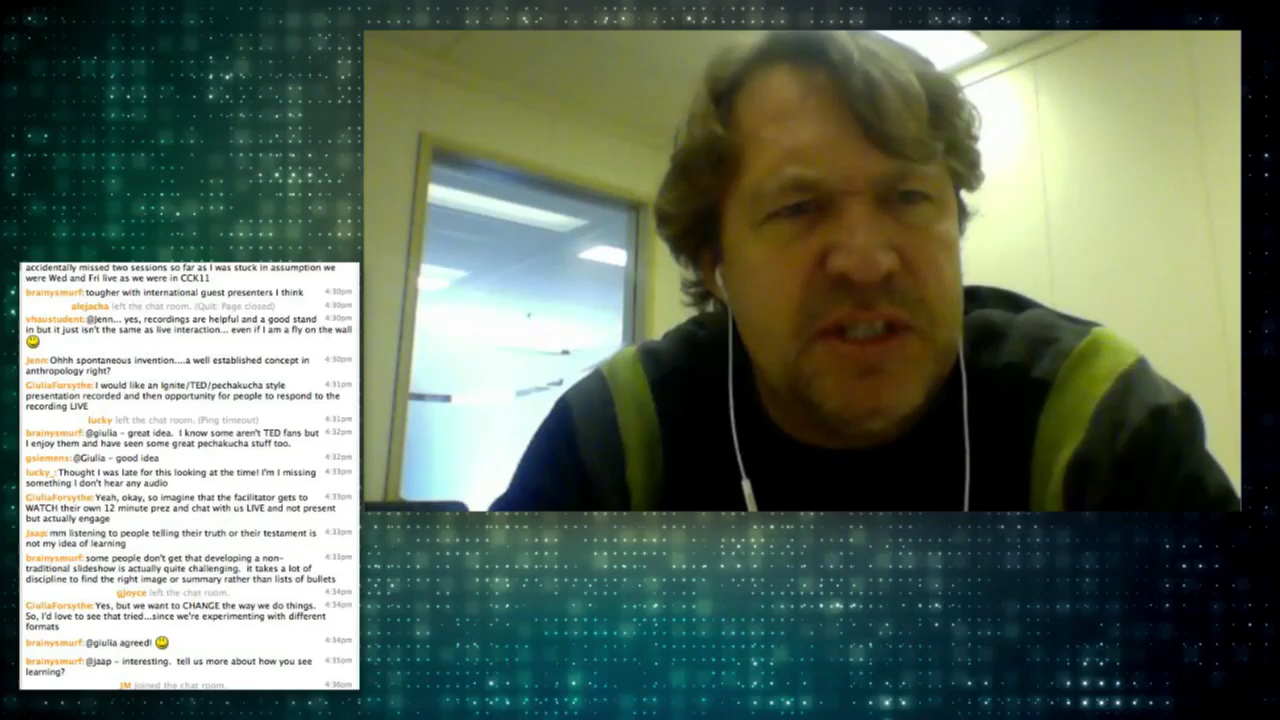 accidentally missed two sessions so far as I was stuck in assumption we
were Wed and Fri live as we were in CCK11
brainysmurf: tougher with international guest presenters I think 4:30pm
alejacha left the chat room. (Quit: Page closed) 4:30pm
vhaustudent: @Jenn... yes, recordings are helpful and a good stand 4:30pm
in but it just isn't the same as live interaction... even if I am a fly on the wall
Jenn: Ohhh spontaneous invention....a well established concept in 4:30pm
anthropology right?
GiuliaForsythe: I would like an Ignite/TED/pechakucha style 4:31pm
presentation recorded and then opportunity for people to respond to the
recording LIVE
lucky left the chat room. (Ping timeout) 4:31pm
brainysmurf: @giulia – great idea. I know some aren't TED fans but 4:32pm
I enjoy them and have seen some great pechakucha stuff too.
gsiemens: @Giulia – good idea 4:32pm
lucky_: Thought I was late for this looking at the time! I'm I missing 4:33pm
something I don't hear any audio
GiuliaForsythe: Yeah, okay, so imagine that the facilitator gets to 4:33pm
WATCH their own 12 minute prez and chat with us LIVE and not present
but actually engage
Jaap: mm listening to people telling their truth or their testament is 4:33pm
not my idea of learning
brainysmurf: some people don't get that developing a non- 4:33pm
traditional slideshow is actually quite challenging. it takes a lot of
discipline to find the right image or summary rather than lists of bullets
gjoyce left the chat room. 4:34pm
GiuliaForsythe: Yes, but we want to CHANGE the way we do things. 4:34pm
So, I'd love to see that tried...since we're experimenting with different
formats
brainysmurf: @giulia agreed! 4:34pm
brainysmurf: @jaap – interesting. tell us more about how you see 4:35pm
learning?
JM joined the chat room. 4:36pm